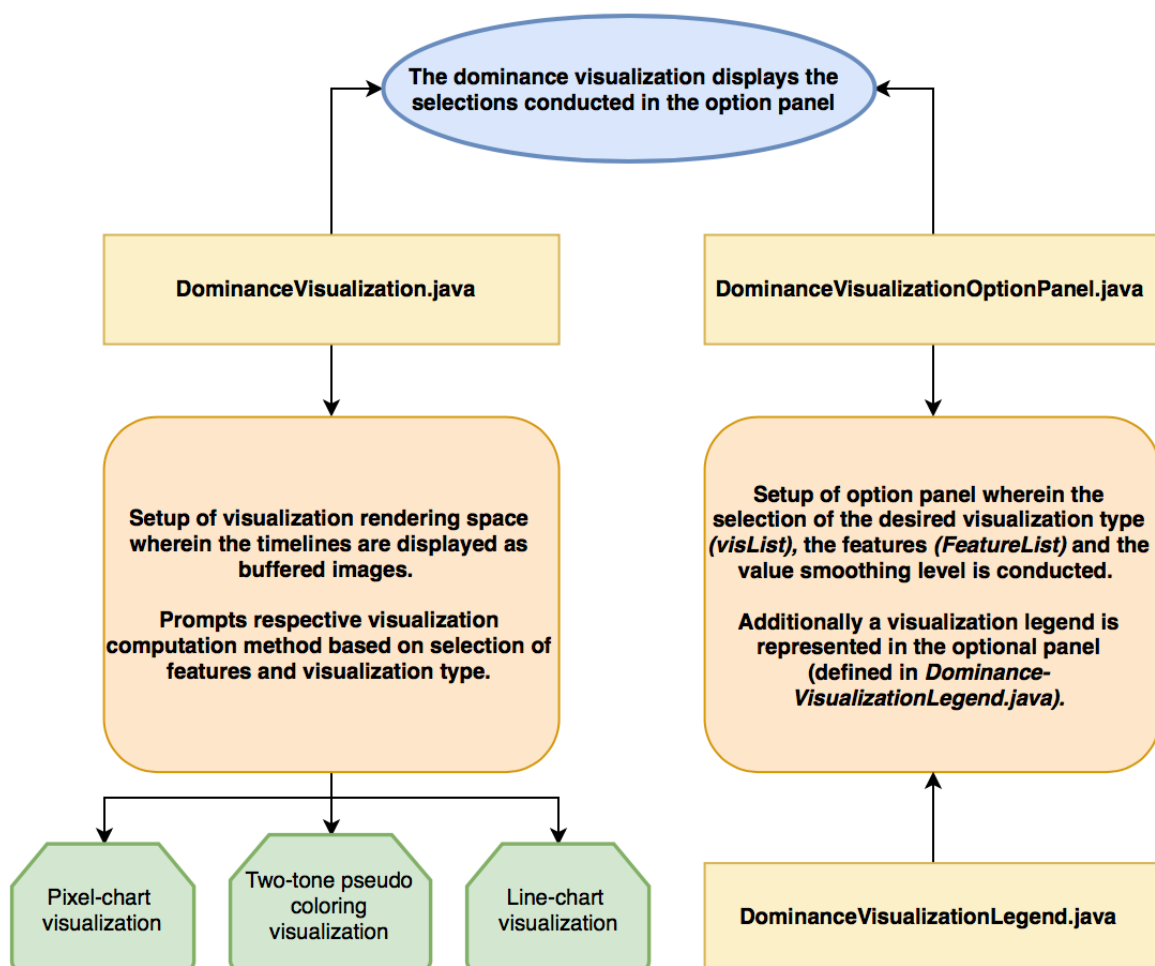 The dominance visualization displays the
selections conducted in the option panel
DominanceVisualization.java
DominanceVisualizationOptionPanel.java
Setup of visualization rendering space
wherein the timelines are displayed as
buffered images.
Prompts respective visualization
computation method based on selection of
features and visualization type.
Setup of option panel wherein the
selection of the desired visualization type
(visList), the features (FeatureList) and the
value smoothing level is conducted.
Additionally a visualization legend is
represented in the optional panel
(defined in Dominance-
VisualizationLegend.java).
Pixel-chart
visualization
Two-tone pseudo
coloring
visualization
Line-chart
visualization
DominanceVisualizationLegend.java